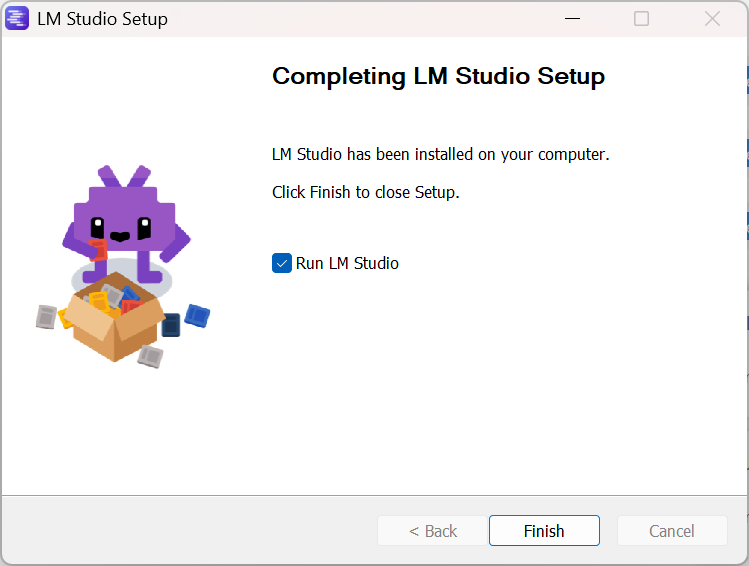 LM Studio Setup
Completing LM Studio Setup
LM Studio has been installed on your computer.
Click Finish to close Setup.
Run LM Studio
< Back
Finish
Cancel